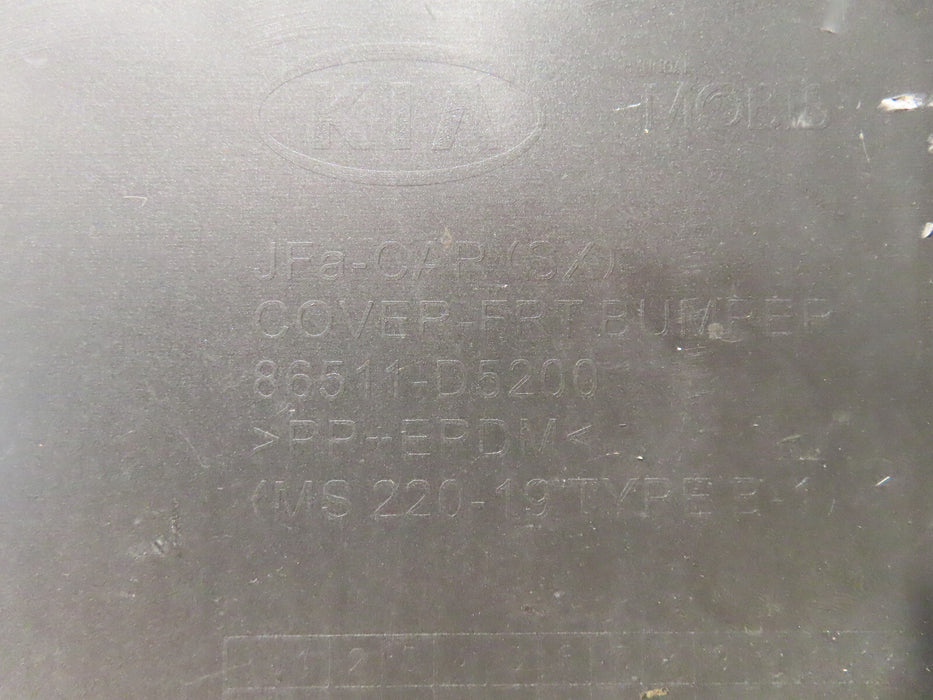 KIA
MOBIS
JFa-CAR (SX)
COVER-FRT BUMPER
86511-D5200
>PP+EPDM<
(MS 220-19 TYPE B-1)